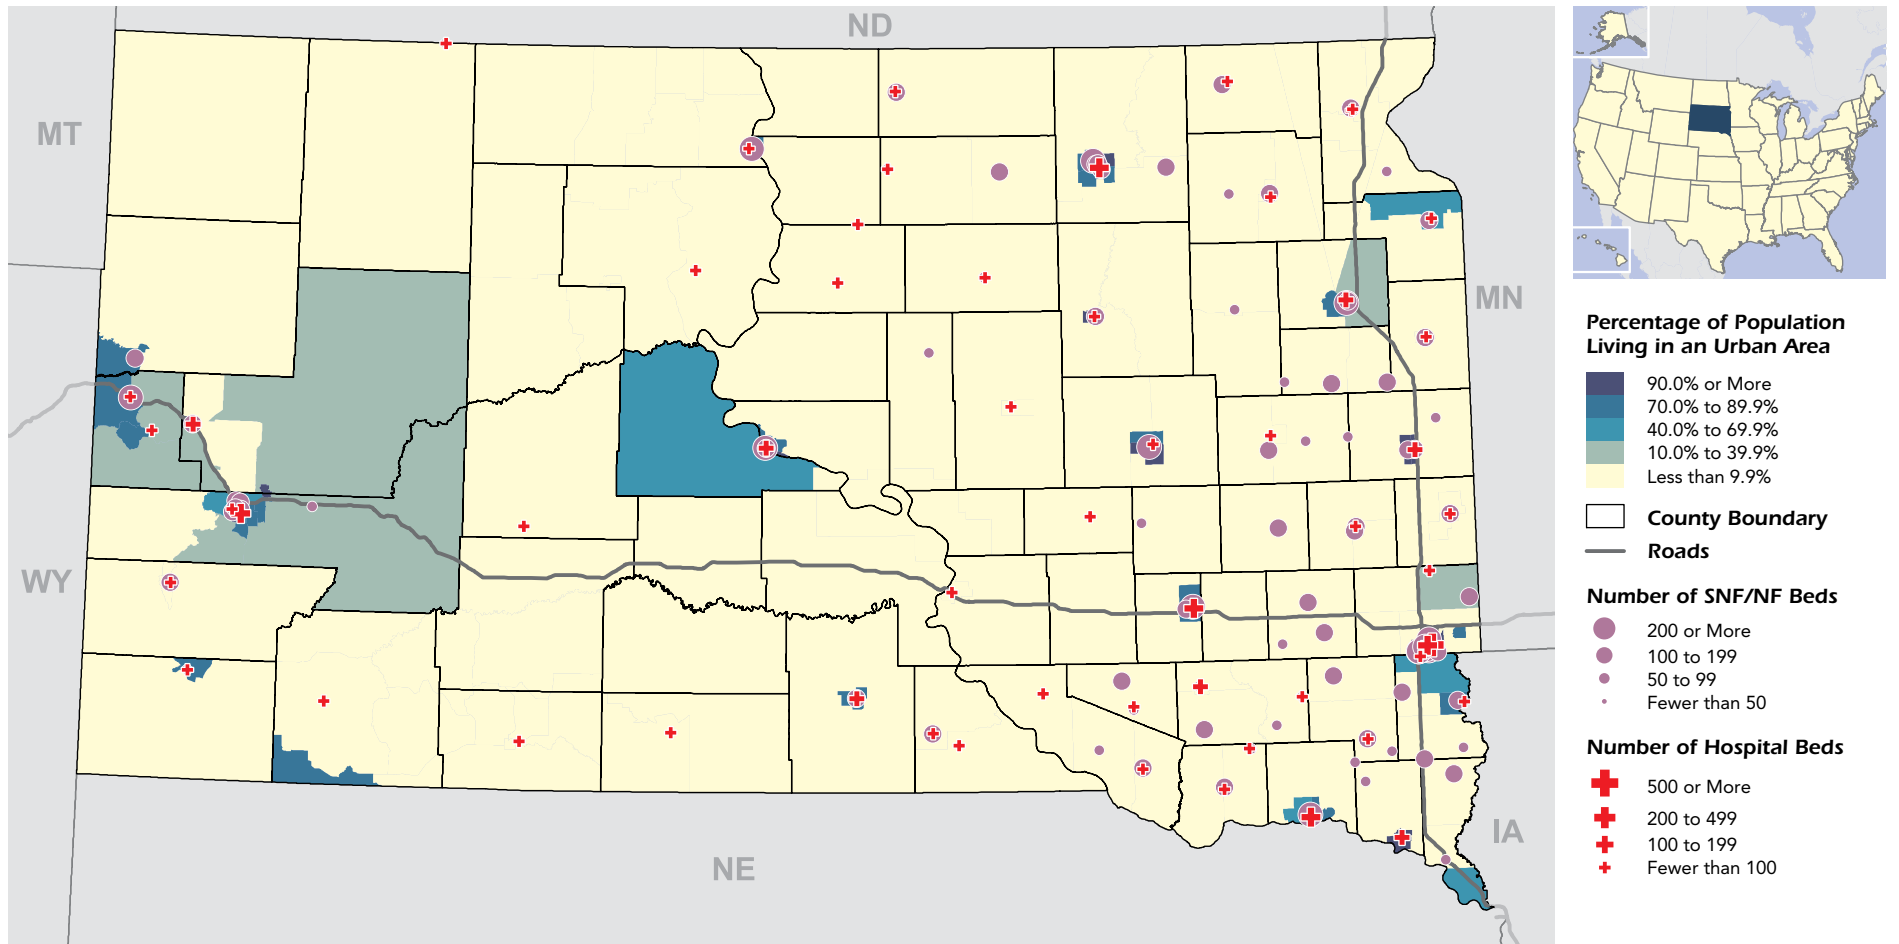 ND
MT
MN
WY
IA
NE
Percentage of Population
Living in an Urban Area
90.0% or More
70.0% to 89.9%
40.0% to 69.9%
10.0% to 39.9%
Less than 9.9%
County Boundary
Roads
Number of SNF/NF Beds
200 or More
100 to 199
50 to 99
Fewer than 50
Number of Hospital Beds
500 or More
200 to 499
100 to 199
Fewer than 100